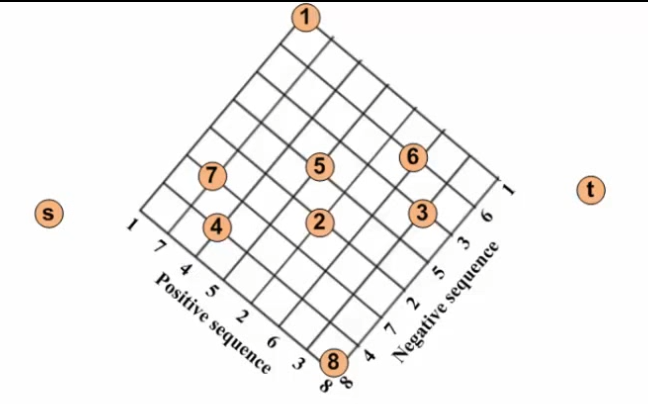 1
6
5
7
s
t
3
2
4
8
1 7 4 5 2 6 3 8
Positive sequence
8 4 7 2 5 3 6 1
Negative sequence